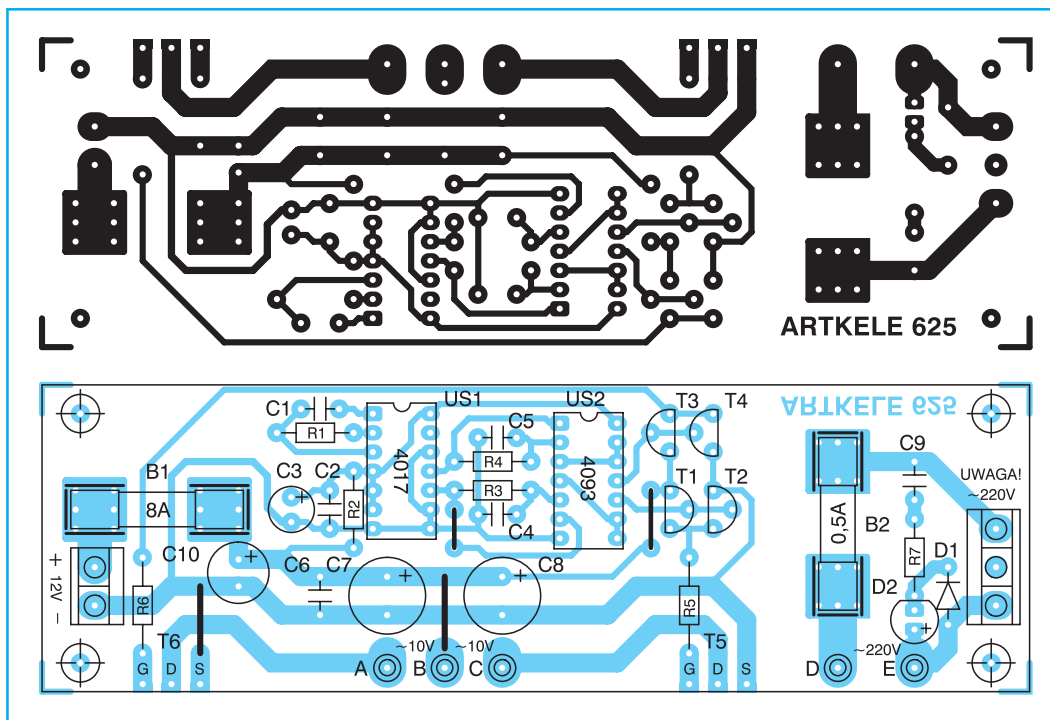 ARTKELE 625
ARTKELE 625
C1
R1
US1
US2
C5
T3
T4
C9
UWAGA!
~220V
4017
4093
R4
R3
C4
T1
T2
B1
8A
C3
C2
R2
0,5A
B2
R7
D1
D2
+ 12V -
C10
C6
C7
C8
R6
R5
T6
T5
~10V
~10V
~220V
G
D
S
A
B
C
G
D
S
D
E
+
+
+
+
+